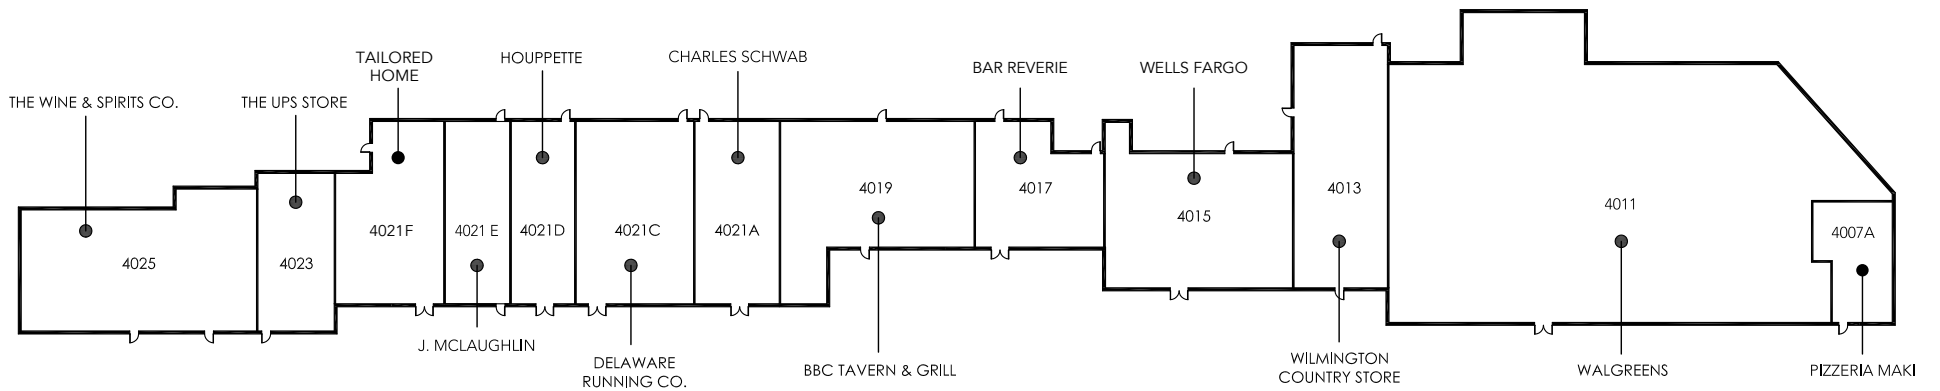 TAILORED
HOME
HOUPPETTE
CHARLES SCHWAB
BAR REVERIE
WELLS FARGO
THE WINE & SPIRITS CO.
THE UPS STORE
4025
4023
4021F
4021 E
4021D
4021C
4021A
4019
4017
4015
4013
4011
4007A
J. MCLAUGHLIN
DELAWARE
RUNNING CO.
BBC TAVERN & GRILL
WILMINGTON
COUNTRY STORE
WALGREENS
PIZZERIA MAKI